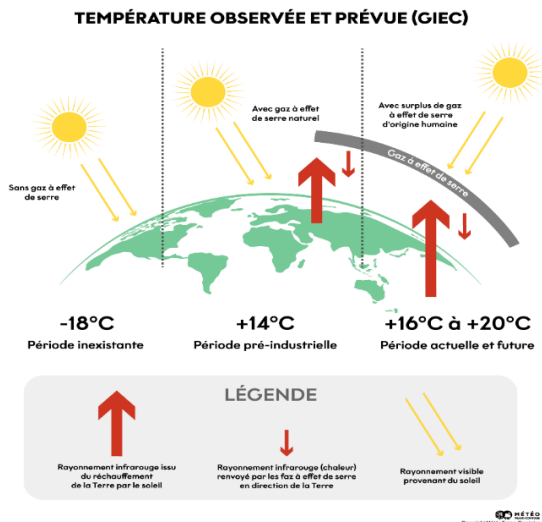 TEMPÉRATURE OBSERVÉE ET PRÉVUE (GIEC)
Sans gaz à effet
de serre
Avec gaz à effet
de serre naturel
Avec surplus de gaz
à effet de serre
d'origine humaine
Gaz à effet de serre
-18°C
Période inexistante
+14°C
Période pré-industrielle
+16°C à +20°C
Période actuelle et future
LÉGENDE
Rayonnement infrarouge issu
du réchauffement
de la Terre par le soleil
Rayonnement infrarouge (chaleur)
renvoyé par les faz à effet de serre
en direction de la Terre
Rayonnement visible
provenant du soleil
MÉTÉO